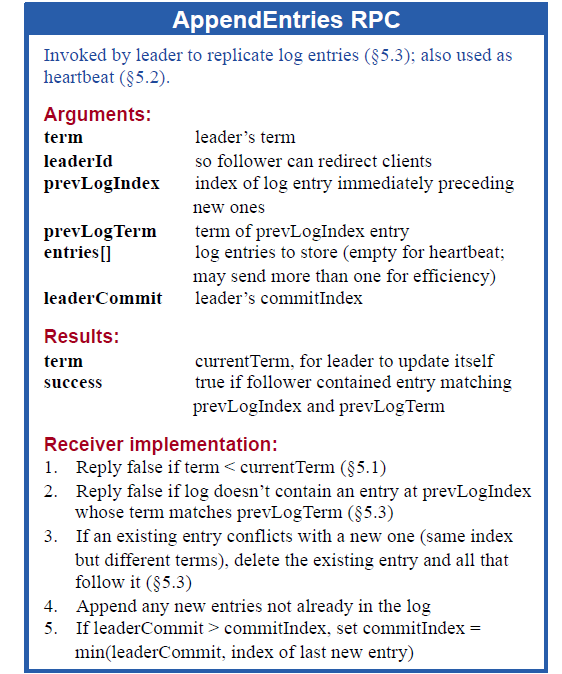 AppendEntries RPC
Invoked by leader to replicate log entries (§5.3); also used as
heartbeat (§5.2).
Arguments:
term leader’s term
leaderId so follower can redirect clients
prevLogIndex index of log entry immediately preceding
new ones
prevLogTerm term of prevLogIndex entry
entries[] log entries to store (empty for heartbeat;
may send more than one for efficiency)
leaderCommit leader’s commitIndex
Results:
term currentTerm, for leader to update itself
success true if follower contained entry matching
prevLogIndex and prevLogTerm
Receiver implementation:
1. Reply false if term < currentTerm (§5.1)
2. Reply false if log doesn’t contain an entry at prevLogIndex
whose term matches prevLogTerm (§5.3)
3. If an existing entry conflicts with a new one (same index
but different terms), delete the existing entry and all that
follow it (§5.3)
4. Append any new entries not already in the log
5. If leaderCommit > commitIndex, set commitIndex =
min(leaderCommit, index of last new entry)